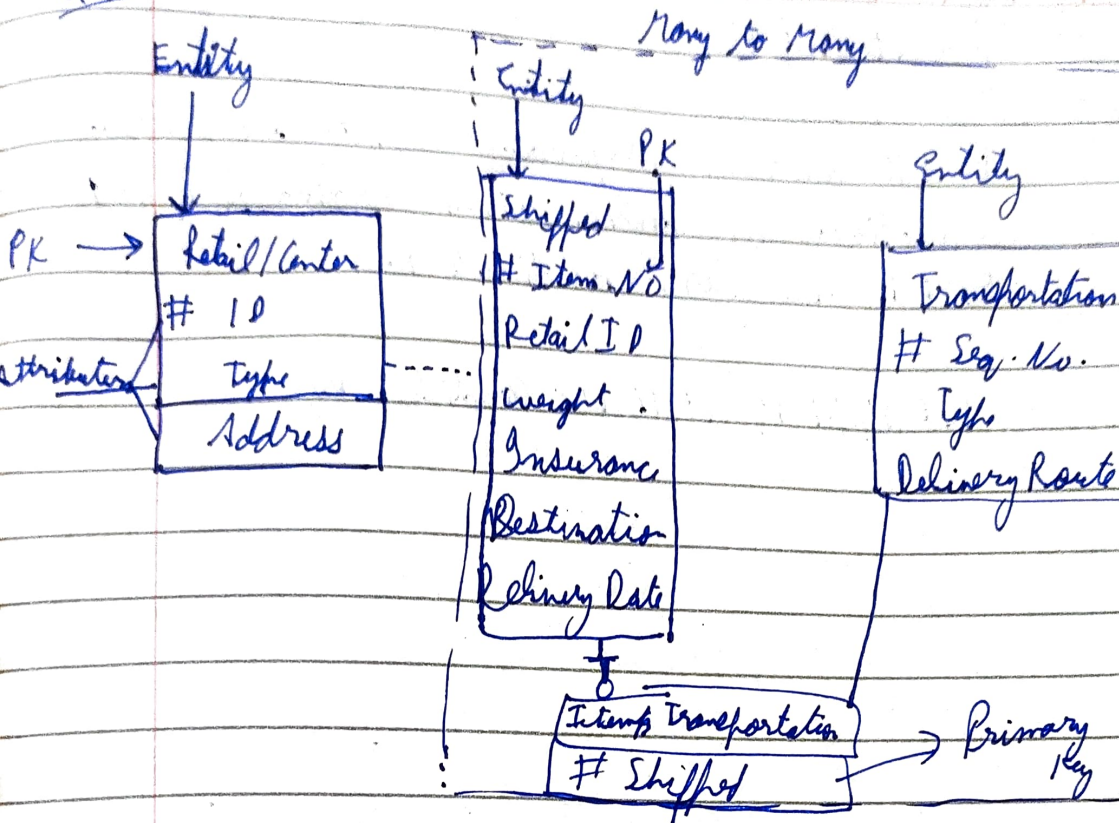 Many to Many
Entity
Entity
PK
Entity
PK
Retail/Center
# ID
Type
Address
Attributes
Shipped
# Item No
Retail ID
Weight.
Insurance
Destination
Delivery Date
Transportation
# Seq. No.
Type
Delivery Route
Transportation
# Shipped
Primary
Key